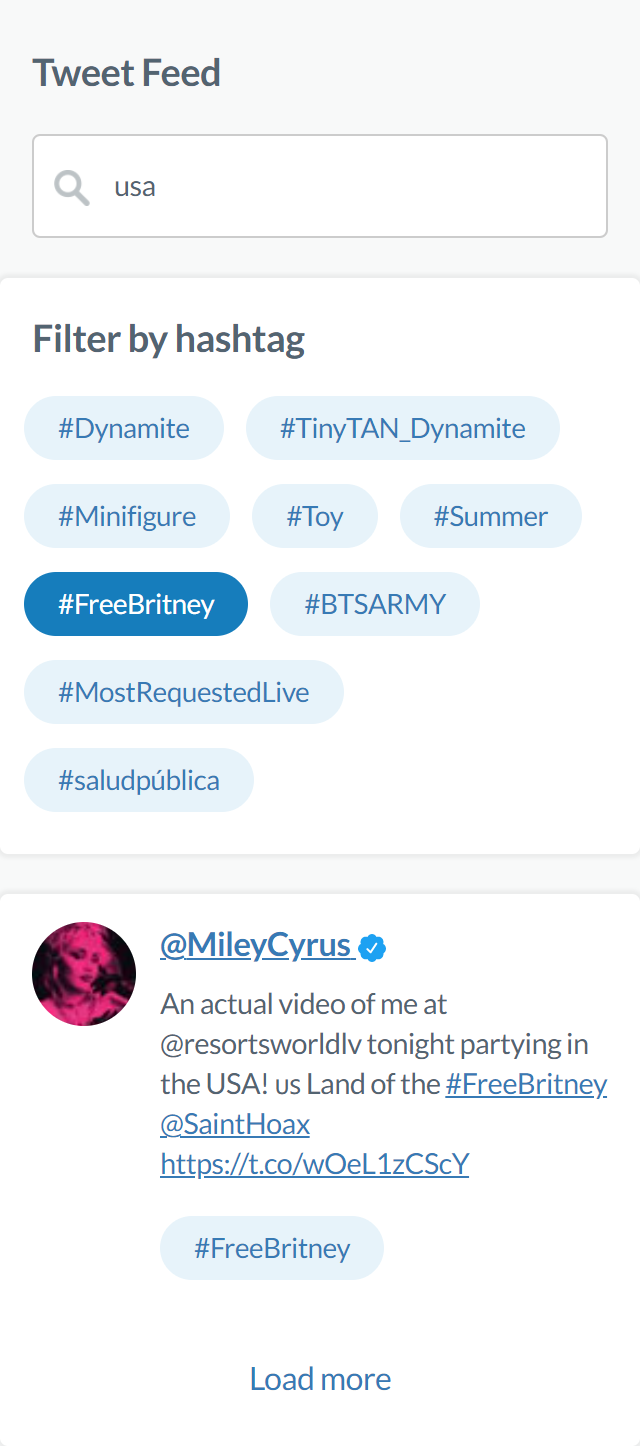 Tweet Feed
usa
Filter by hashtag
#Dynamite #TinyTAN_Dynamite
#Minifigure #Toy #Summer
#FreeBritney #BTSARMY
#MostRequestedLive
#saludpública
@MileyCyrus
An actual video of me at
@resortsworldlv tonight partying in
the USA! us Land of the #FreeBritney
@SaintHoax
https://t.co/wOeL1zCScY
#FreeBritney
Load more